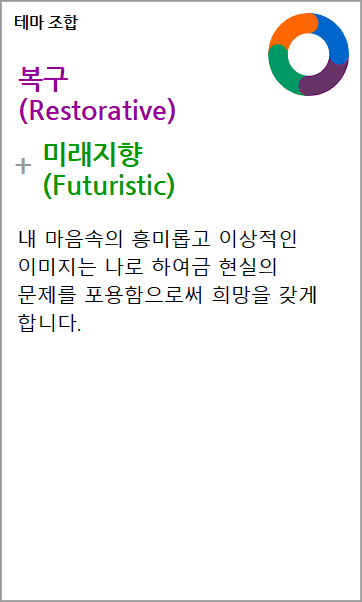 테마 조합
복구
(Restorative)
+ 미래지향
(Futuristic)
내 마음속의 흥미롭고 이상적인
이미지는 나로 하여금 현실의
문제를 포용함으로써 희망을 갖게
합니다.